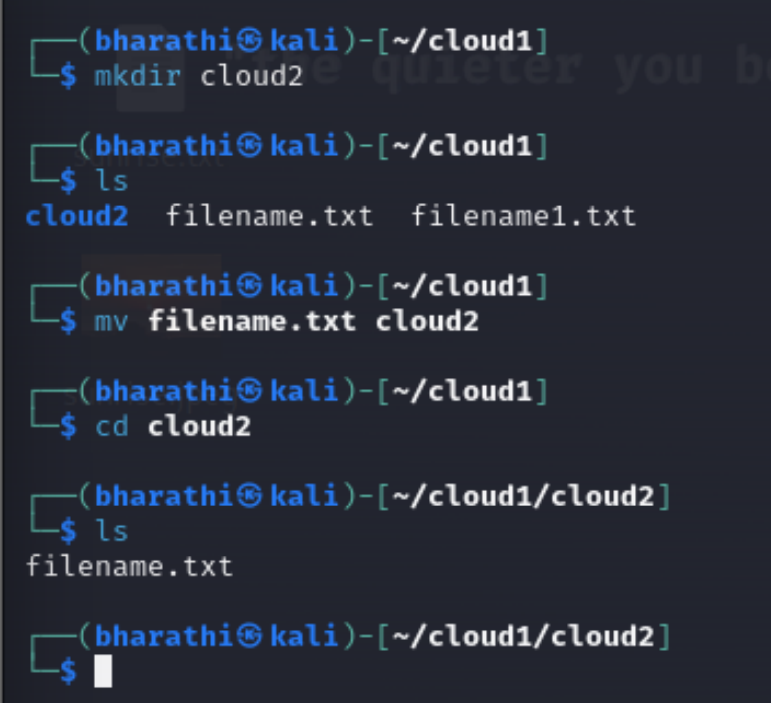 ┌──(bharathi㉿kali)-[~/cloud1]
└─$ mkdir cloud2
┌──(bharathi㉿kali)-[~/cloud1]
└─$ ls
cloud2  filename.txt  filename1.txt
┌──(bharathi㉿kali)-[~/cloud1]
└─$ mv filename.txt cloud2
┌──(bharathi㉿kali)-[~/cloud1]
└─$ cd cloud2
┌──(bharathi㉿kali)-[~/cloud1/cloud2]
└─$ ls
filename.txt
┌──(bharathi㉿kali)-[~/cloud1/cloud2]
└─$
"the quieter you be